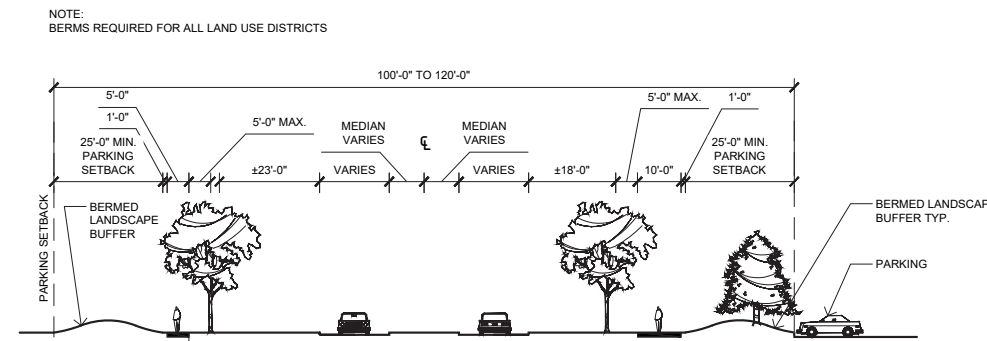 NOTE:
BERMS REQUIRED FOR ALL LAND USE DISTRICTS
100'-0" TO 120'-0"
5'-0"
1'-0"
25'-0" MIN.
PARKING
SETBACK
5'-0" MAX.
±23'-0"
MEDIAN
VARIES
VARIES
℄
MEDIAN
VARIES
VARIES
±18'-0"
5'-0" MAX.
10'-0"
1'-0"
25'-0" MIN.
PARKING
SETBACK
PARKING SETBACK
BERMED
LANDSCAPE
BUFFER
BERMED LANDSCAP
BUFFER TYP.
PARKING